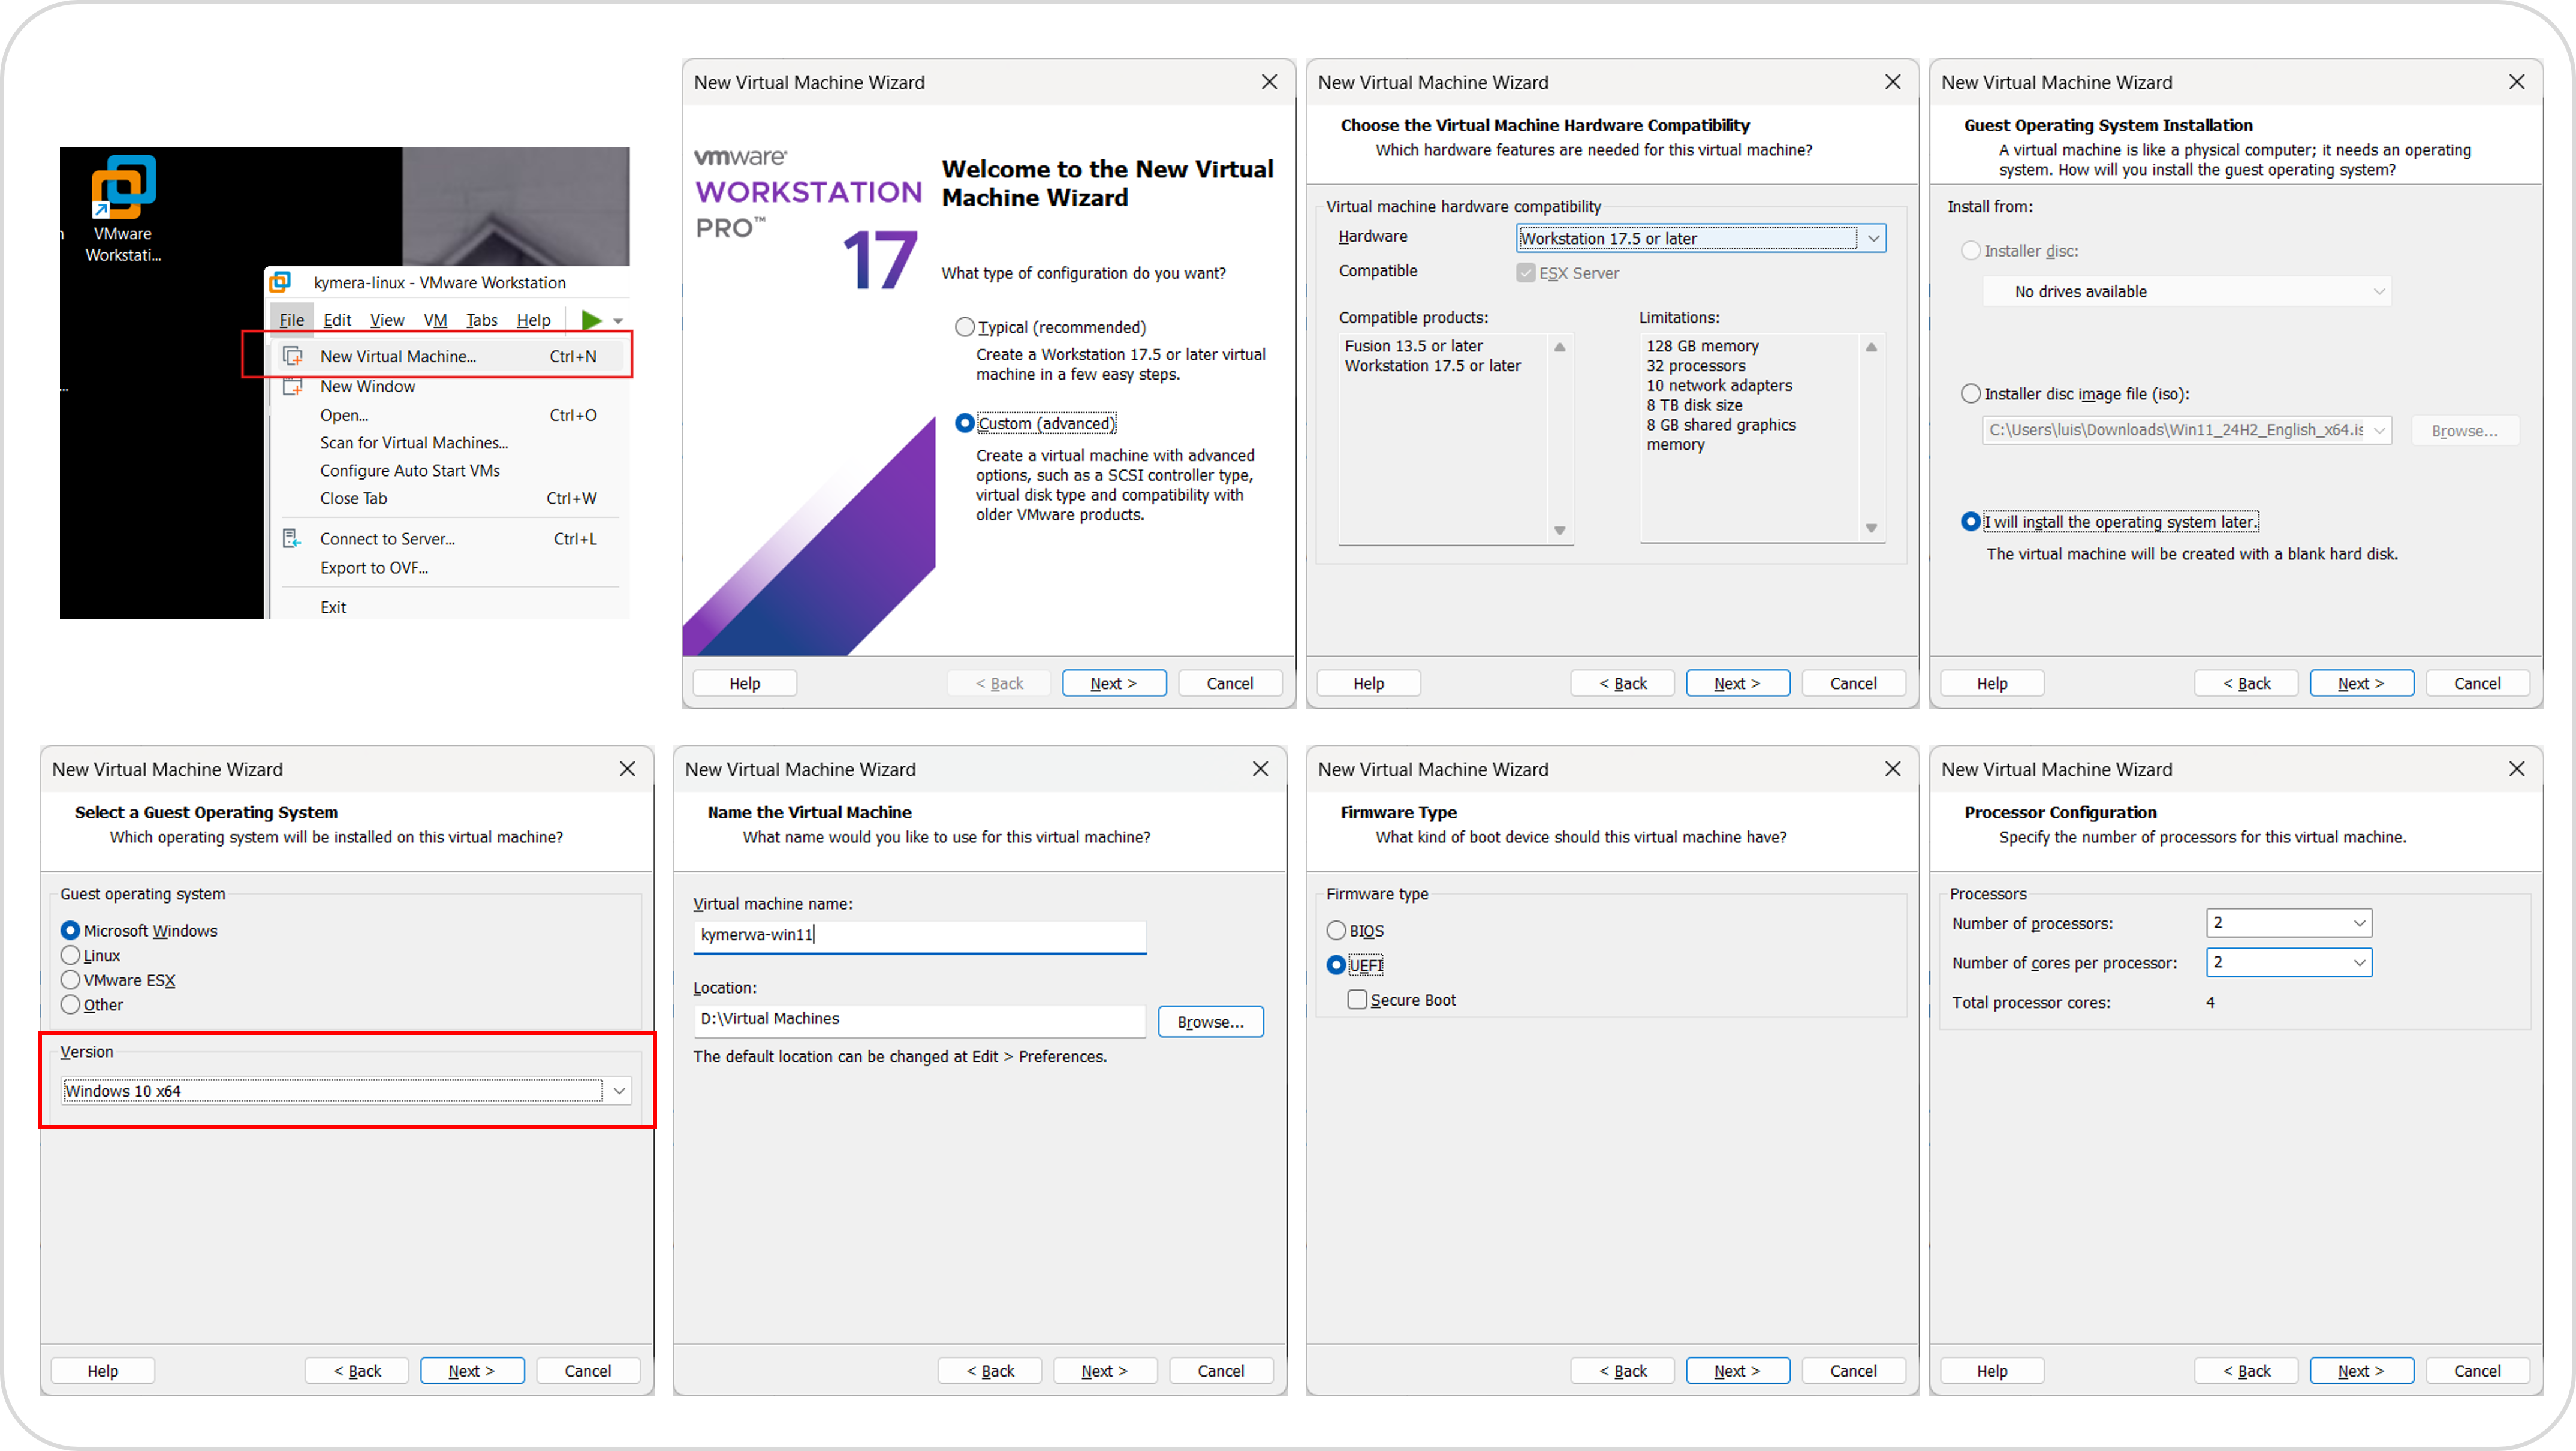 VMware
Workstati...
kymera-linux - VMware Workstation
File Edit View VM Tabs Help
New Virtual Machine... Ctrl+N
New Window
Open... Ctrl+O
Scan for Virtual Machines...
Configure Auto Start VMs
Close Tab Ctrl+W
Connect to Server... Ctrl+L
Export to OVF...
Exit
New Virtual Machine Wizard
vmware®
WORKSTATION
PRO™
17
Welcome to the New Virtual
Machine Wizard
What type of configuration do you want?
Typical (recommended)
Create a Workstation 17.5 or later virtual
machine in a few easy steps.
Custom (advanced)
Create a virtual machine with advanced
options, such as a SCSI controller type,
virtual disk type and compatibility with
older VMware products.
Help < Back Next > Cancel
New Virtual Machine Wizard
Choose the Virtual Machine Hardware Compatibility
Which hardware features are needed for this virtual machine?
Virtual machine hardware compatibility
Hardware Workstation 17.5 or later
Compatible ESX Server
Compatible products:
Fusion 13.5 or later
Workstation 17.5 or later
Limitations:
128 GB memory
32 processors
10 network adapters
8 TB disk size
8 GB shared graphics
memory
Help < Back Next > Cancel
New Virtual Machine Wizard
Guest Operating System Installation
A virtual machine is like a physical computer; it needs an operating
system. How will you install the guest operating system?
Install from:
Installer disc:
No drives available
Installer disc image file (iso):
C:\Users\luis\Downloads\Win11_24H2_English_x64.is Browse...
I will install the operating system later.
The virtual machine will be created with a blank hard disk.
Help < Back Next > Cancel
New Virtual Machine Wizard
Select a Guest Operating System
Which operating system will be installed on this virtual machine?
Guest operating system
Microsoft Windows
Linux
VMware ESX
Other
Version
Windows 10 x64
Help < Back Next > Cancel
New Virtual Machine Wizard
Name the Virtual Machine
What name would you like to use for this virtual machine?
Virtual machine name:
kymerwa-win11
Location:
D:\Virtual Machines Browse...
The default location can be changed at Edit > Preferences.
< Back Next > Cancel
New Virtual Machine Wizard
Firmware Type
What kind of boot device should this virtual machine have?
Firmware type
BIOS
UEFI
Secure Boot
< Back Next > Cancel
New Virtual Machine Wizard
Processor Configuration
Specify the number of processors for this virtual machine.
Processors
Number of processors: 2
Number of cores per processor: 2
Total processor cores: 4
Help < Back Next > Cancel